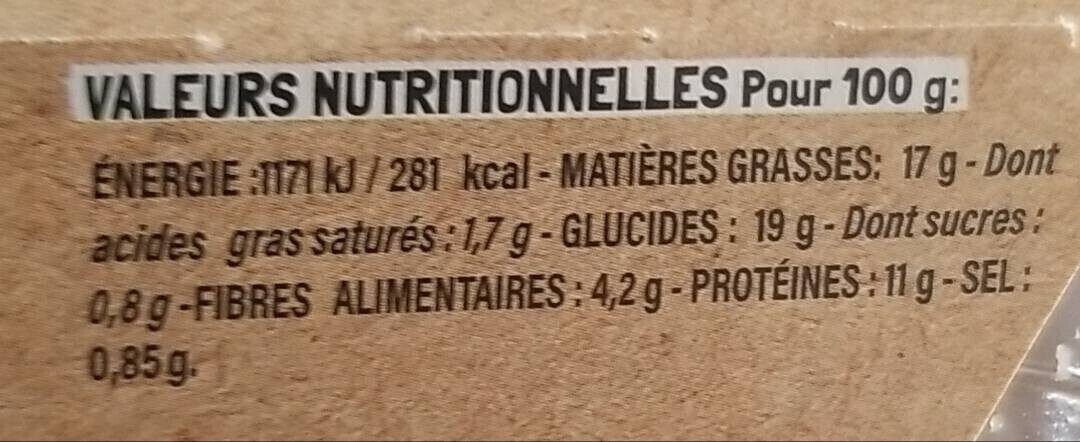 VALEURS NUTRITIONNELLES Pour 100 g:
ÉNERGIE :1171 kJ / 281 kcal - MATIÈRES GRASSES: 17 g - Dont
acides gras saturés : 1,7 g - GLUCIDES : 19 g - Dont sucres :
0,8 g -FIBRES ALIMENTAIRES : 4,2 g - PROTÉINES : 11 g - SEL :
0,85 g.